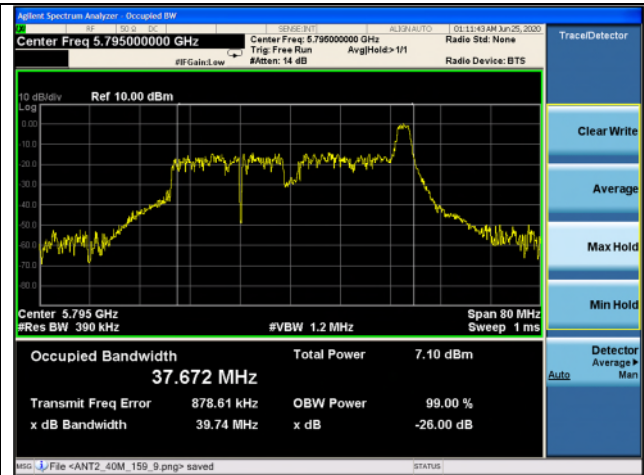 Agilent Spectrum Analyzer - Occupied BW
RF 50 Ω DC SENSE:INT ALIGN AUTO 01:11:43 AM Jun 25, 2020
Center Freq 5.795000000 GHz
Center Freq: 5.795000000 GHz
Radio Std: None
Trig: Free Run Avg|Hold>1/1
#IFGain:Low #Atten: 14 dB Radio Device: BTS
10 dB/div Ref 10.00 dBm
Log
0.00
-10.0
-20.0
-30.0
-40.0
-50.0
-60.0
-70.0
-80.0
Center 5.795 GHz Span 80 MHz
#Res BW 390 kHz #VBW 1.2 MHz Sweep 1 ms
Occupied Bandwidth Total Power 7.10 dBm
37.672 MHz
Transmit Freq Error 878.61 kHz OBW Power 99.00 %
x dB Bandwidth 39.74 MHz x dB -26.00 dB
MSG File <ANT2_40M_159_9.png> saved STATUS
Trace/Detector
Clear Write
Average
Max Hold
Min Hold
Detector
Average
Auto Man